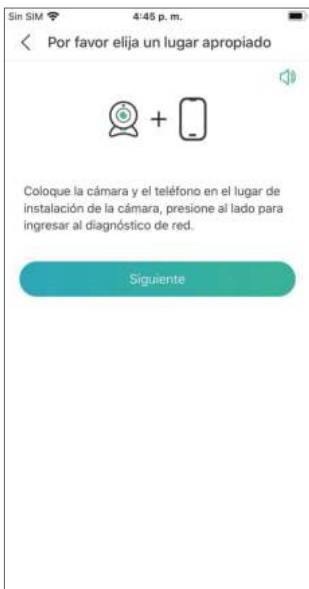 Sin SIM 4:45 p. m.
Por favor elija un lugar apropiado
+
Coloque la cámara y el teléfono en el lugar de
instalación de la cámara, presione al lado para
ingresar al diagnóstico de red.
Siguiente